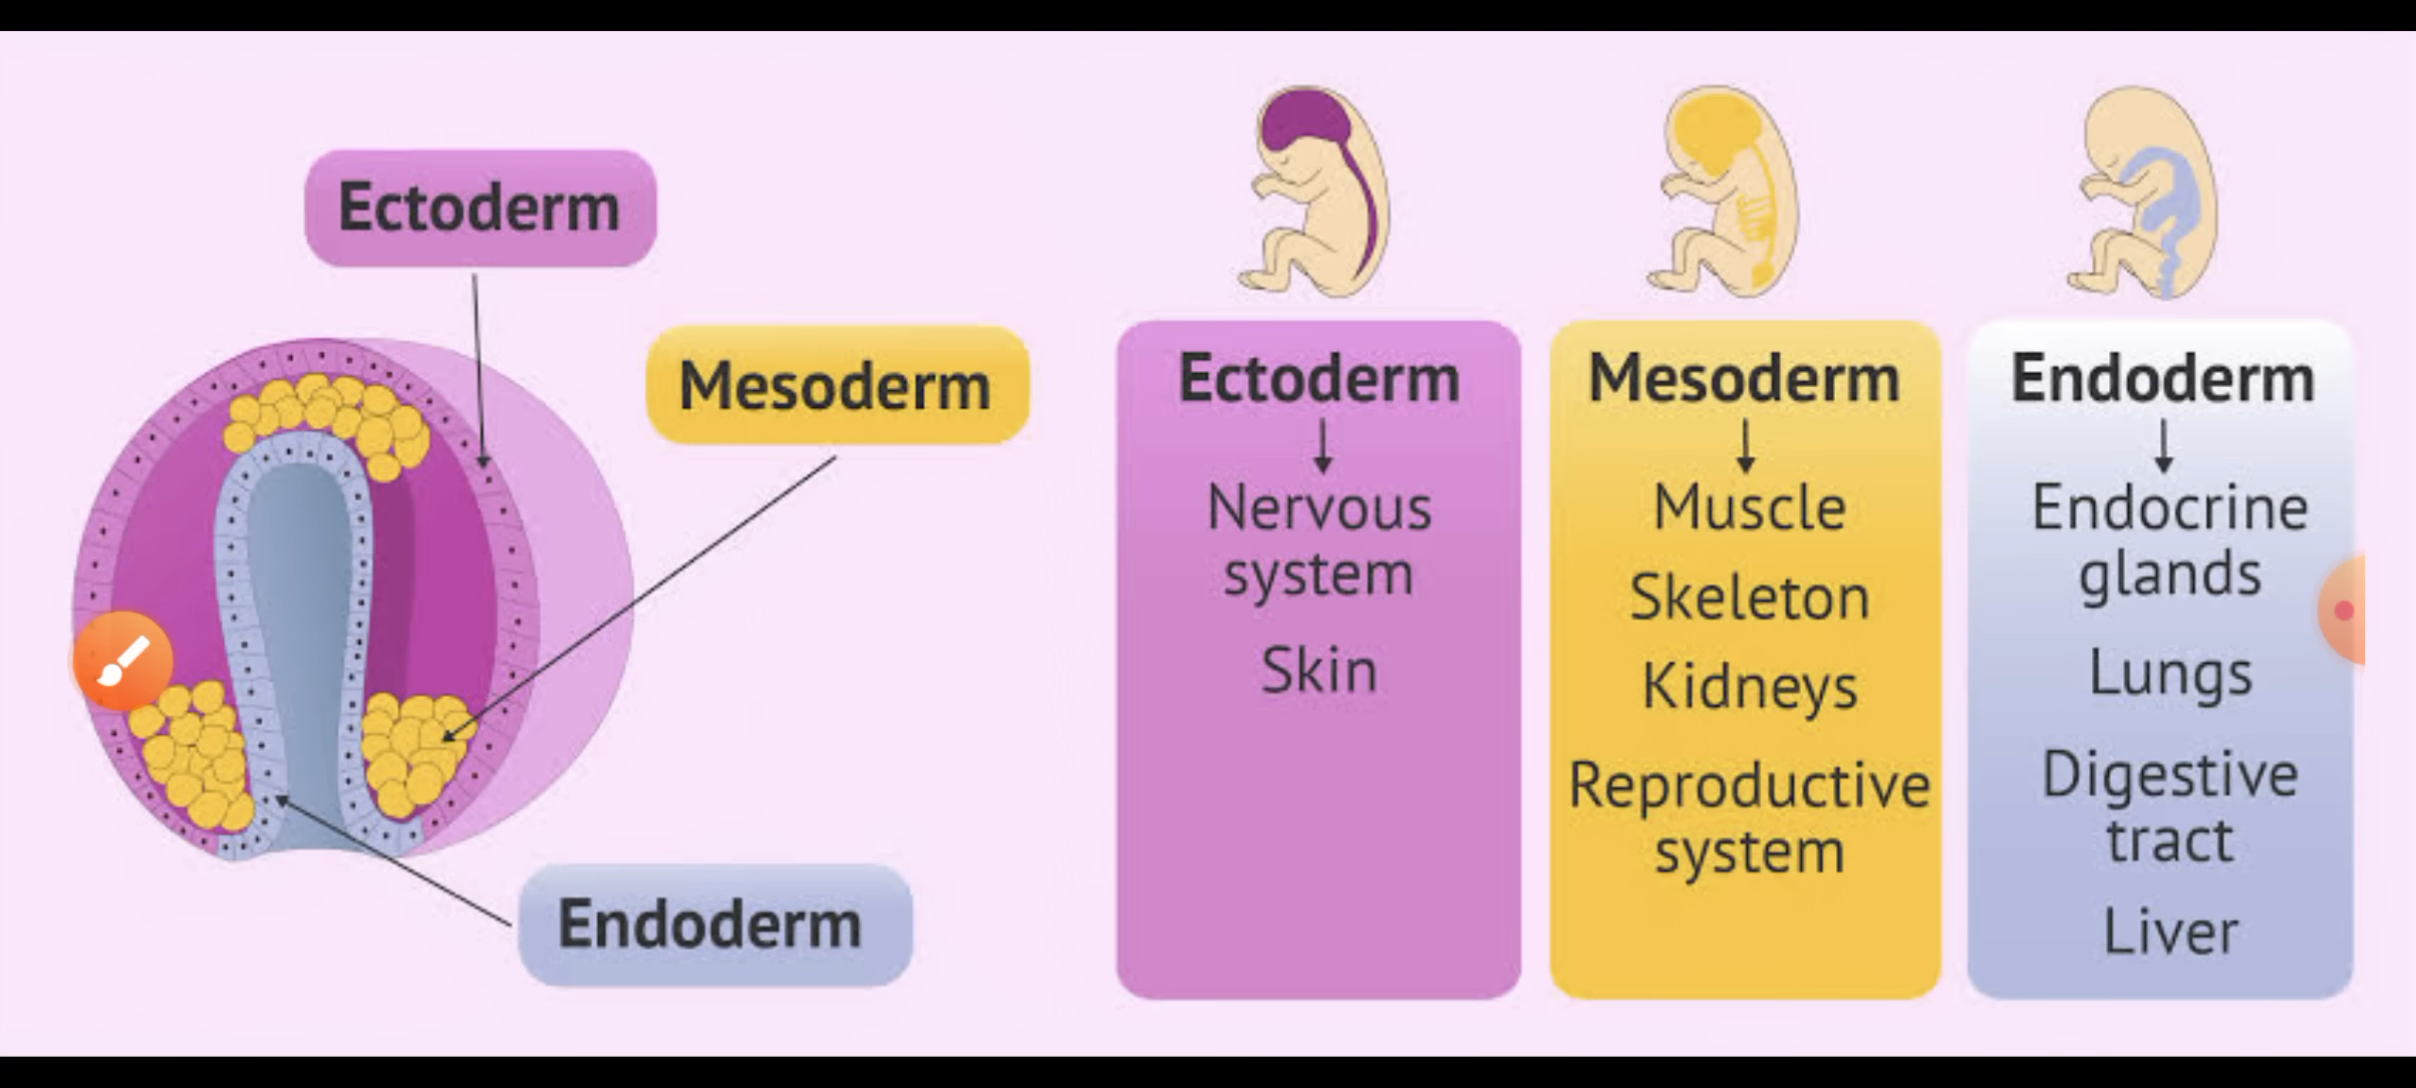 Ectoderm
Mesoderm
Endoderm
Ectoderm
Nervous
system
Skin
Mesoderm
Muscle
Skeleton
Kidneys
Reproductive
system
Endoderm
Endocrine
glands
Lungs
Digestive
tract
Liver